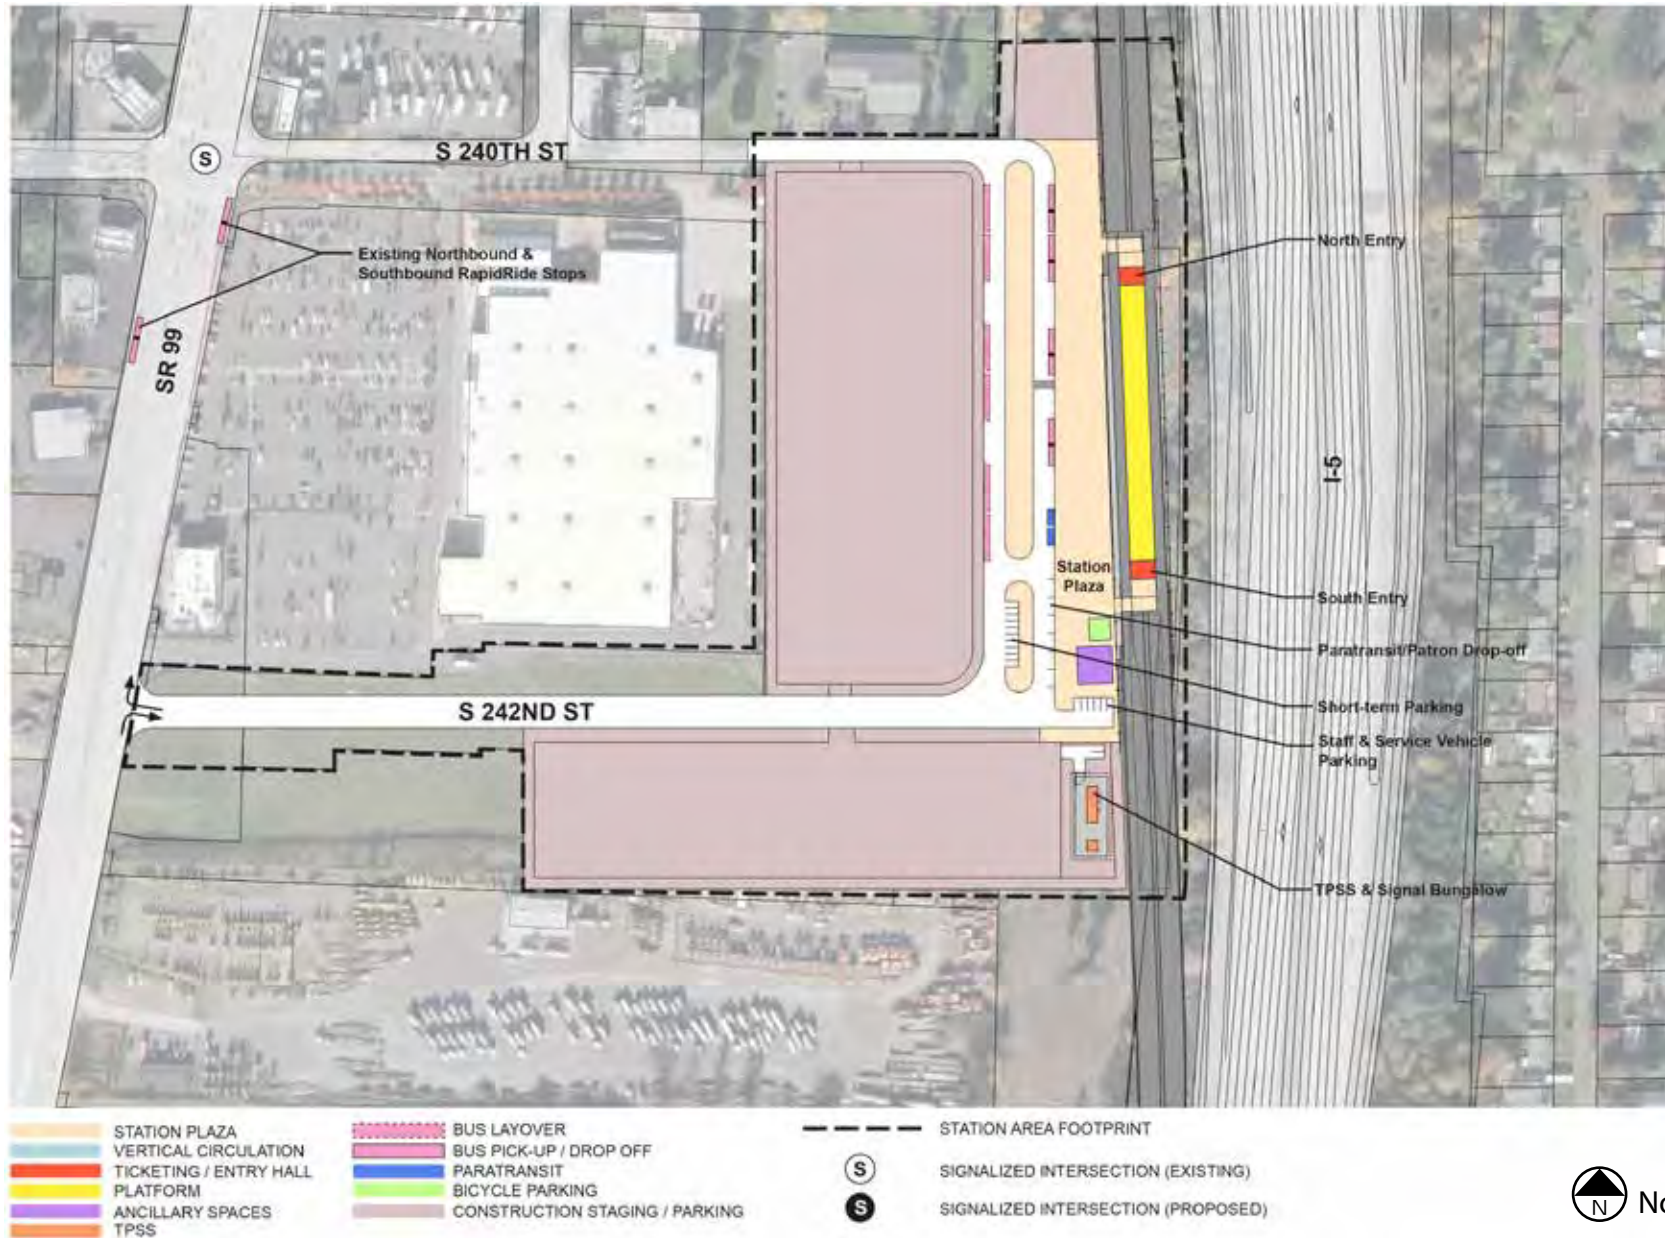 S 240TH ST
S
Existing Northbound &
Southbound RapidRide Stops
SR 99
North Entry
I-5
Station
Plaza
South Entry
Paratransit/Patron Drop-off
Short-term Parking
S 242ND ST
Staff & Service Vehicle
Parking
TPSS & Signal Bungalow
STATION PLAZA
VERTICAL CIRCULATION
TICKETING / ENTRY HALL
PLATFORM
ANCILLARY SPACES
TPSS
BUS LAYOVER
BUS PICK-UP / DROP OFF
PARATRANSIT
BICYCLE PARKING
CONSTRUCTION STAGING / PARKING
STATION AREA FOOTPRINT
S SIGNALIZED INTERSECTION (EXISTING)
S SIGNALIZED INTERSECTION (PROPOSED)
N No